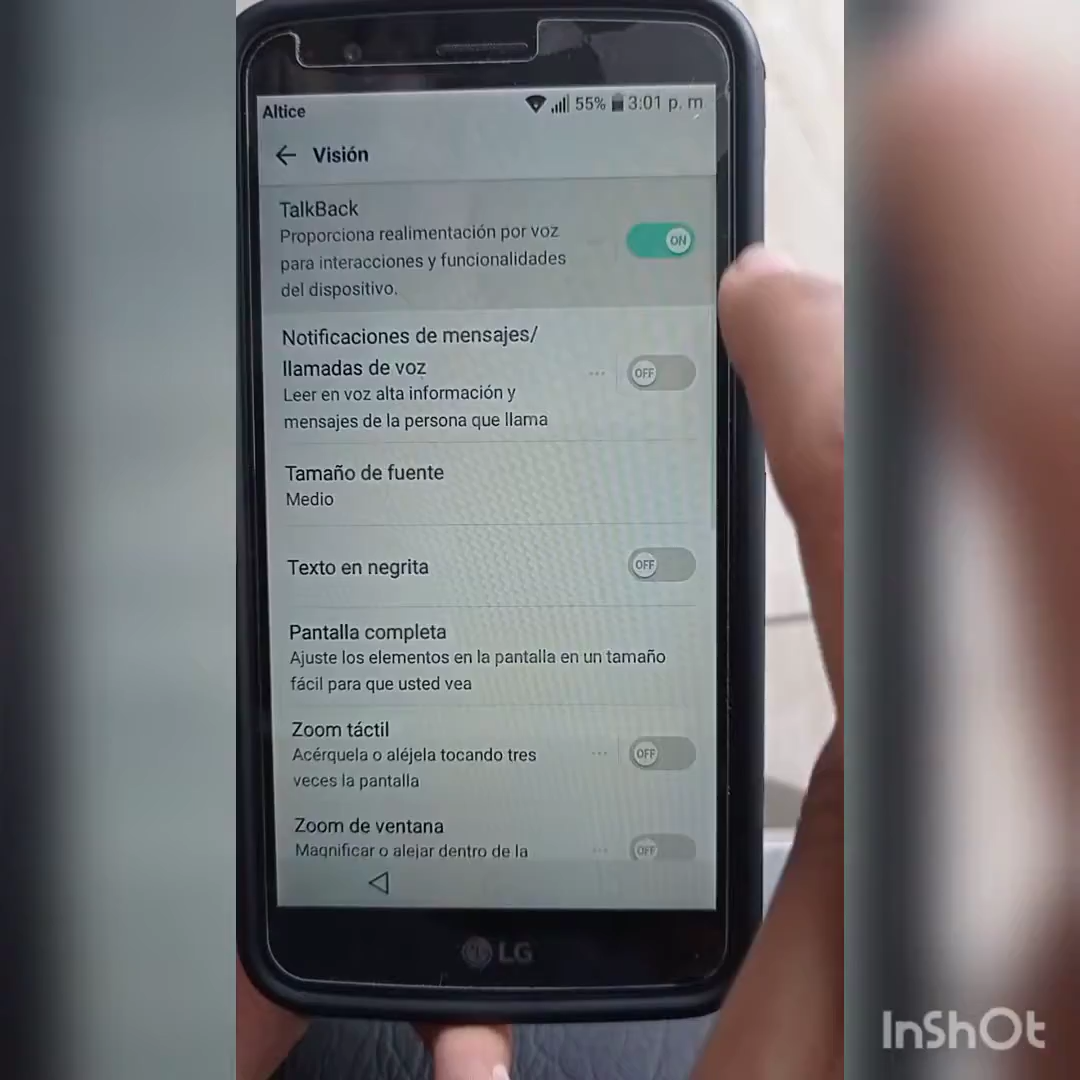 Altice
55% 3:01 p. m
Visión
TalkBack
Proporciona realimentación por voz
para interacciones y funcionalidades
del dispositivo.
ON
Notificaciones de mensajes/
llamadas de voz
Leer en voz alta información y
mensajes de la persona que llama
OFF
Tamaño de fuente
Medio
Texto en negrita
OFF
Pantalla completa
Ajuste los elementos en la pantalla en un tamaño
fácil para que usted vea
Zoom táctil
Acérquela o aléjela tocando tres
veces la pantalla
OFF
Zoom de ventana
Magnificar o alejar dentro de la
OFF
LG
InShOt